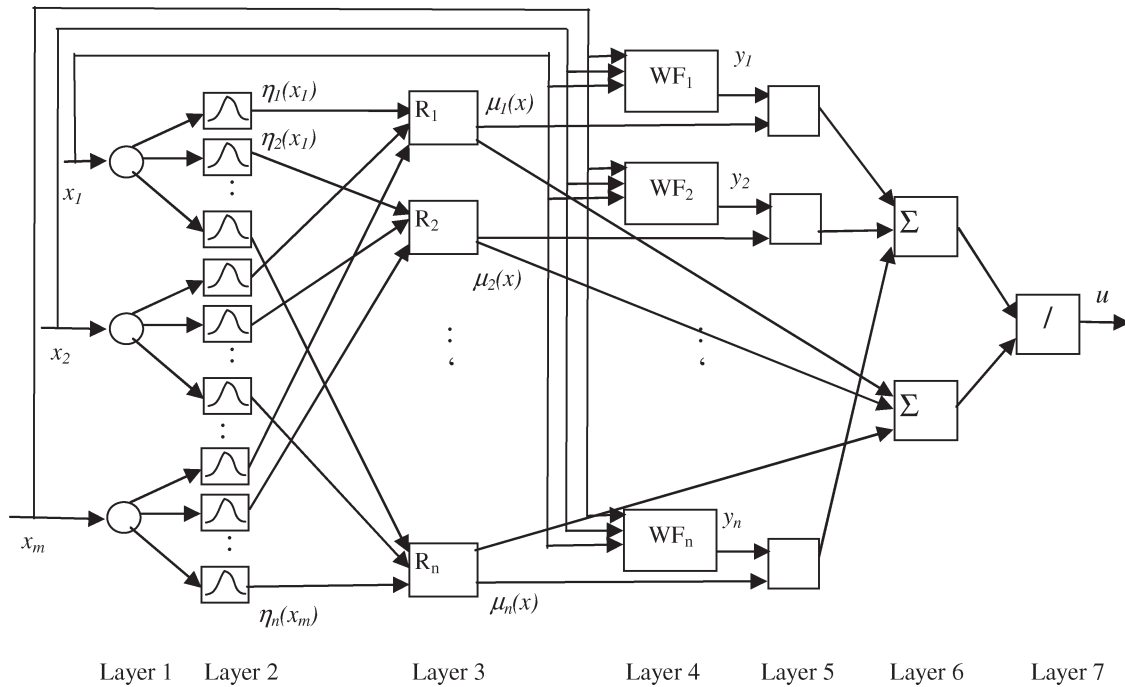 WF₁
y₁
η₁(x₁)
R₁
μ₁(x)
η₂(x₁)
x₁
WF₂
y₂
R₂
Σ
μ₂(x)
u
/
x₂
Σ
xₘ
Rₙ
WFₙ
yₙ
ηₙ(xₘ)
μₙ(x)
Layer 1 Layer 2 Layer 3 Layer 4 Layer 5 Layer 6 Layer 7